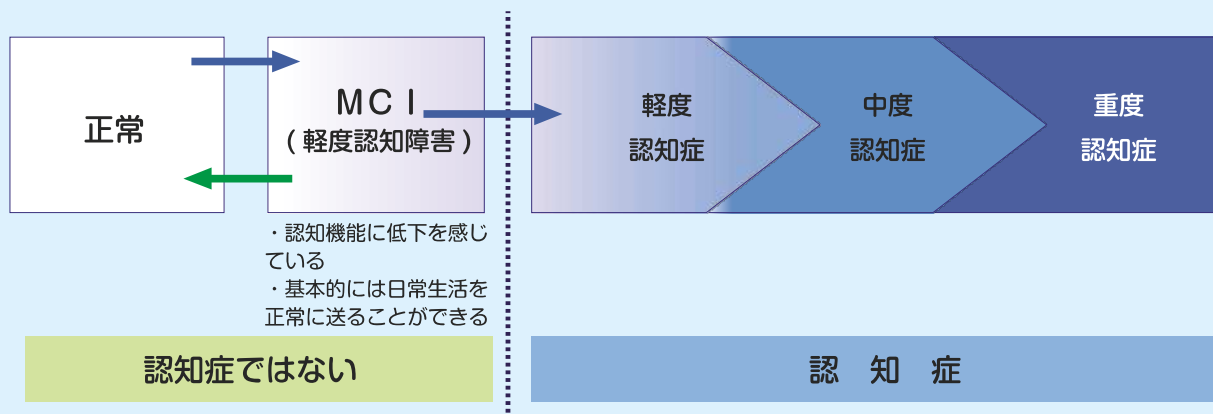 正常
MCI
(軽度認知障害)
軽度
認知症
中度
認知症
重度
認知症
・認知機能に低下を感じ
ている
・基本的には日常生活を
正常に送ることができる
認知症ではない
認知症